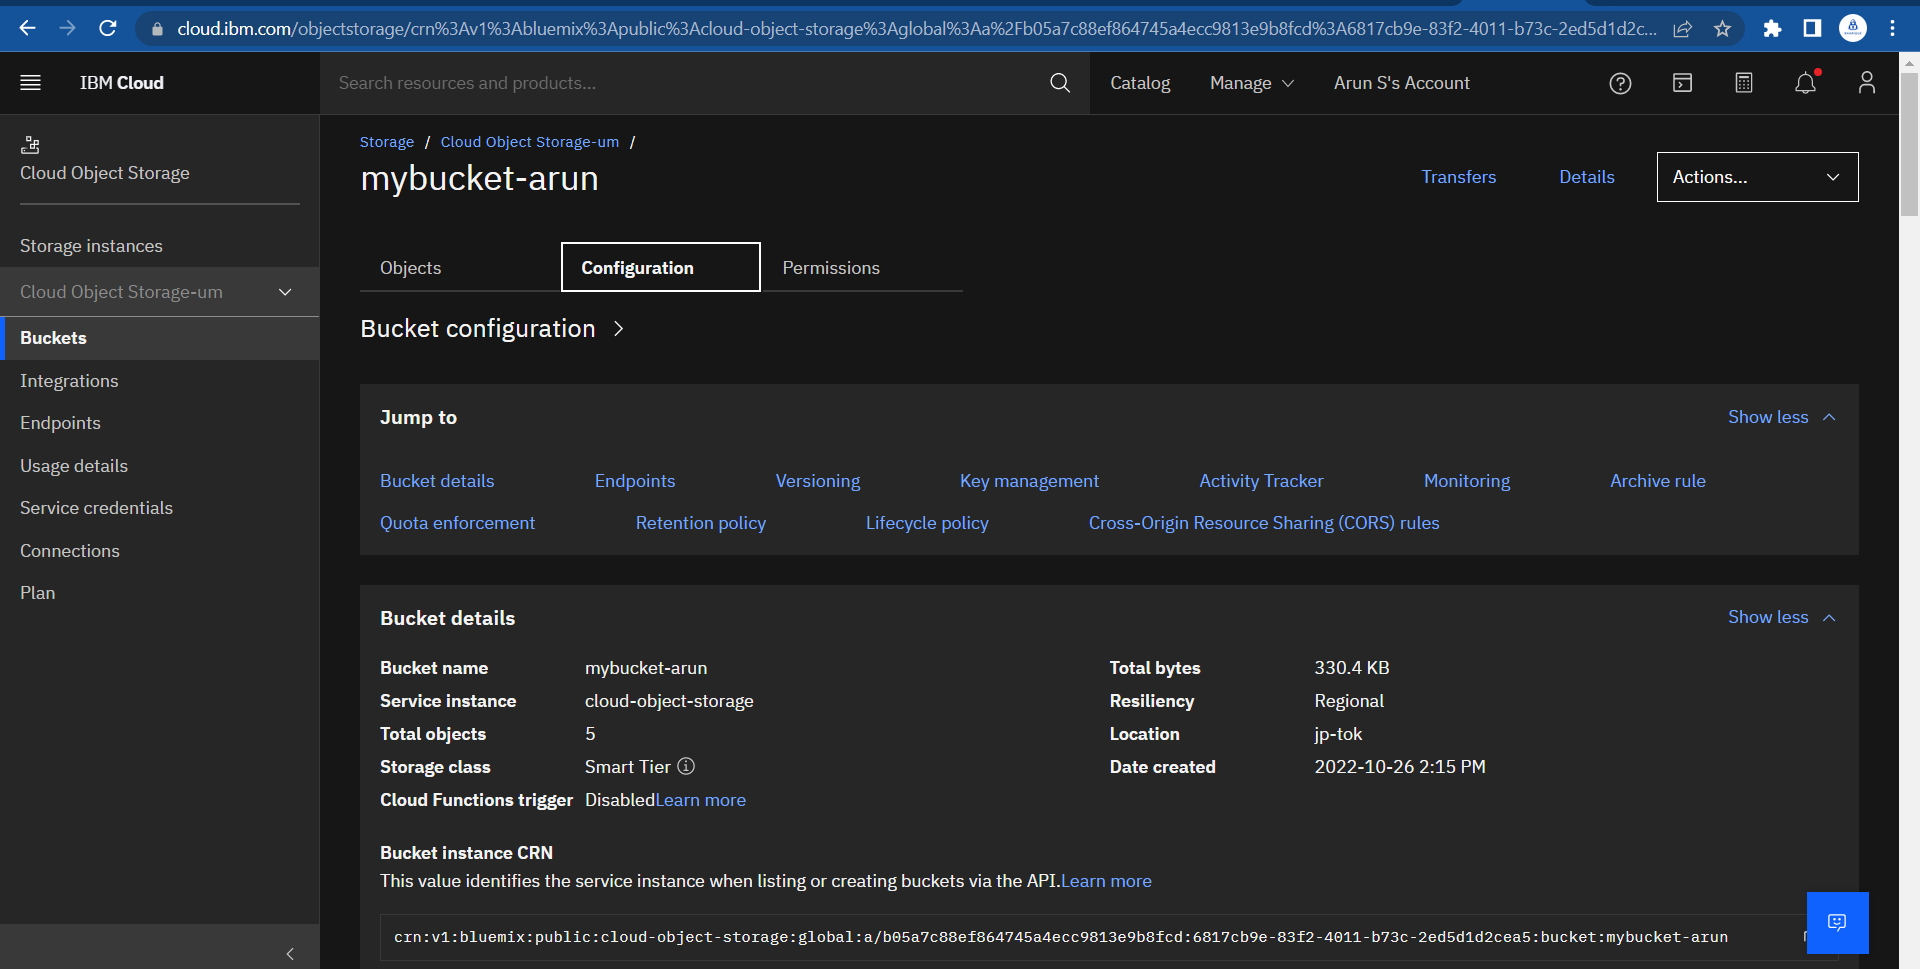 cloud.ibm.com/objectstorage/crn%3Av1%3Abluemix%3Apublic%3Acloud-object-storage%3Aglobal%3Aa%2Fb05a7c88ef864745a4ecc9813e9b8fcd%3A6817cb9e-83f2-4011-b73c-2ed5d1d2c...
IBM Cloud
Search resources and products...
Catalog
Manage
Arun S's Account
Cloud Object Storage
Storage instances
Cloud Object Storage-um
Buckets
Integrations
Endpoints
Usage details
Service credentials
Connections
Plan
Storage / Cloud Object Storage-um /
mybucket-arun
Transfers
Details
Actions...
Objects
Configuration
Permissions
Bucket configuration
Jump to
Show less
Bucket details Endpoints Versioning Key management Activity Tracker Monitoring Archive rule
Quota enforcement Retention policy Lifecycle policy Cross-Origin Resource Sharing (CORS) rules
Bucket details
Show less
Bucket name mybucket-arun Total bytes 330.4 KB
Service instance cloud-object-storage Resiliency Regional
Total objects 5 Location jp-tok
Storage class Smart Tier Date created 2022-10-26 2:15 PM
Cloud Functions trigger DisabledLearn more
Bucket instance CRN
This value identifies the service instance when listing or creating buckets via the API.Learn more
crn:v1:bluemix:public:cloud-object-storage:global:a/b05a7c88ef864745a4ecc9813e9b8fcd:6817cb9e-83f2-4011-b73c-2ed5d1d2cea5:bucket:mybucket-arun